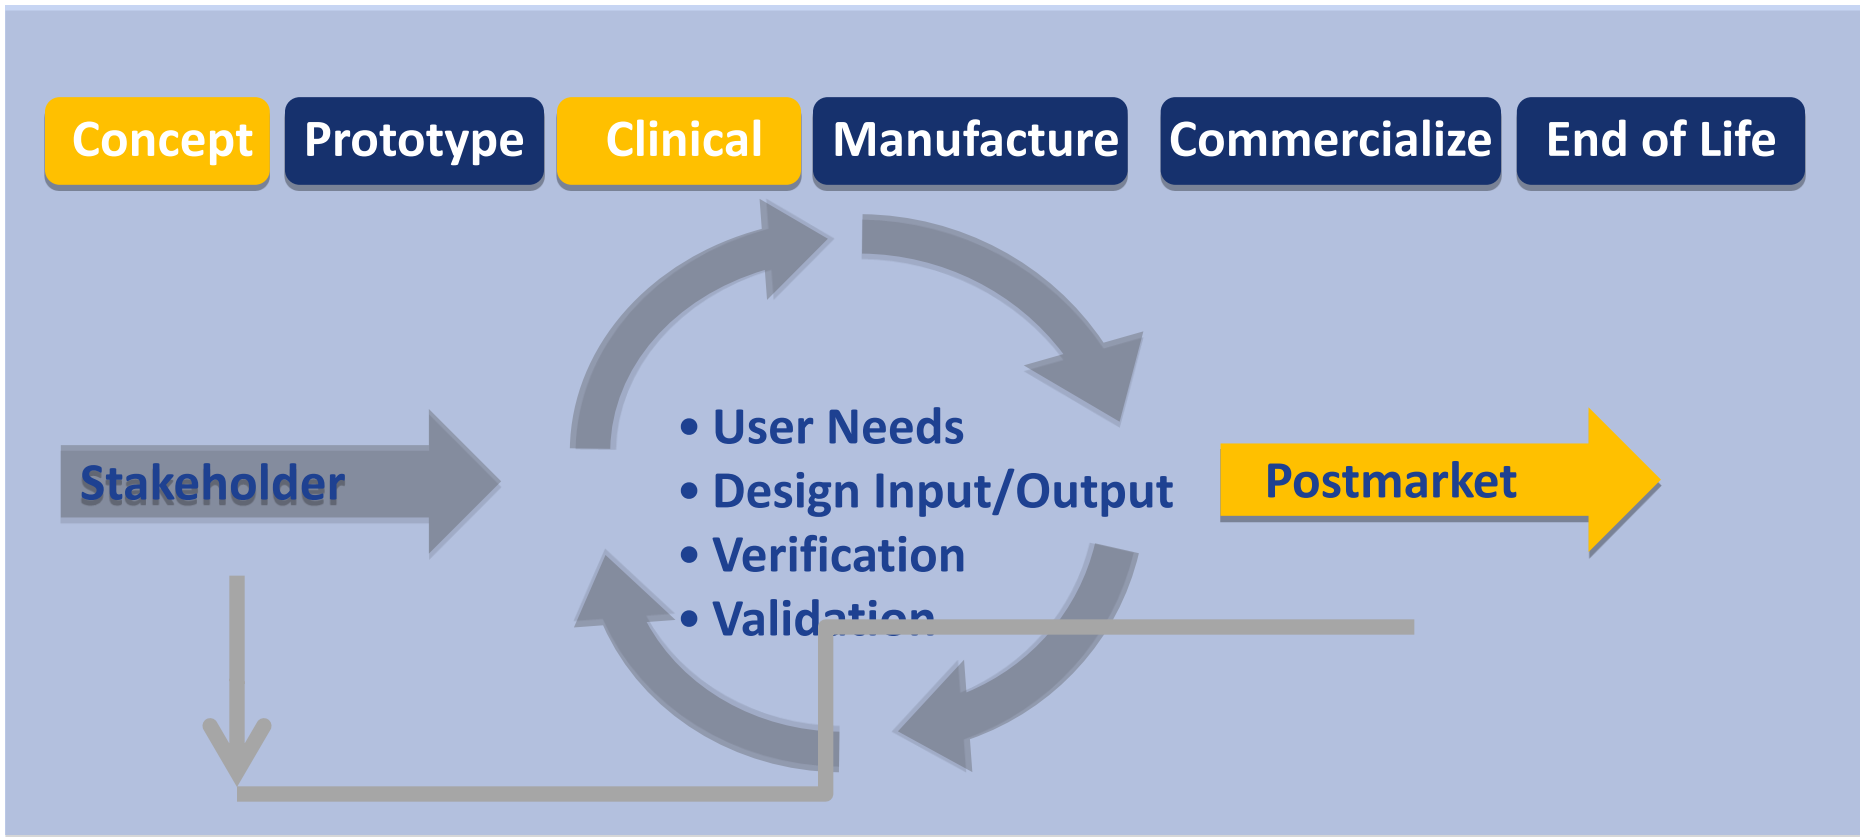 Concept Prototype Clinical Manufacture Commercialize End of Life
• User Needs
• Design Input/Output
• Verification
• Validation
Stakeholder
Postmarket